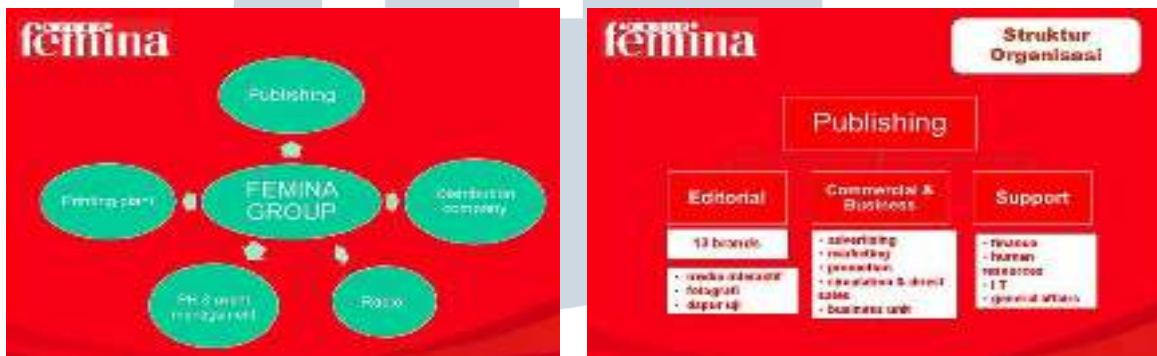 femina
Publishing
FEMINA
GROUP
Printing plant
Distribution
company
PR & event
management
Radio
femina
Struktur
Organisasi
Publishing
Editorial
Commercial &
Business
Support
13 brands
- media interaktif
- fotografi
- dapur uji
- advertising
- marketing
- promotion
- circulation & direct
sales
- business unit
- finance
- human
resources
- I T
- general affairs